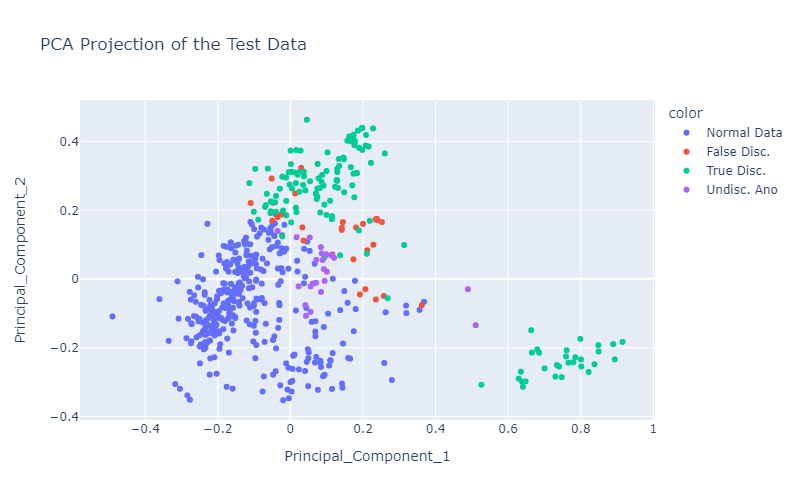 PCA Projection of the Test Data
color
Normal Data
False Disc.
True Disc.
Undisc. Ano
Principal_Component_2
0.4
0.2
0
−0.2
−0.4
−0.4
−0.2
0
0.2
0.4
0.6
0.8
1
Principal_Component_1